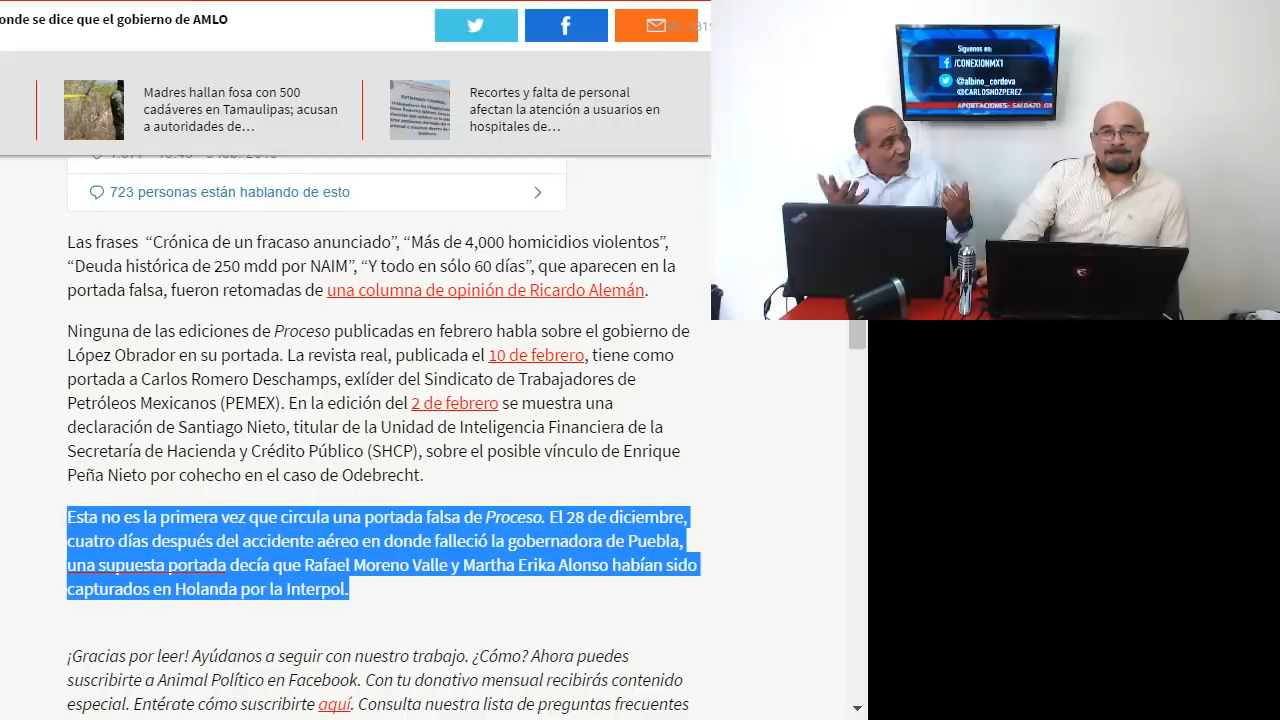 onde se dice que el gobierno de AMLO
Madres hallan fosa con 500
cadáveres en Tamaulipas; acusan
a autoridades de…
Recortes y falta de personal
afectan la atención a usuarios en
hospitales de…
723 personas están hablando de esto
Las frases “Crónica de un fracaso anunciado”, “Más de 4,000 homicidios violentos”,
“Deuda histórica de 250 mdd por NAIM”, “Y todo en sólo 60 días”, que aparecen en la
portada falsa, fueron retomadas de una columna de opinión de Ricardo Alemán.
Ninguna de las ediciones de Proceso publicadas en febrero habla sobre el gobierno de
López Obrador en su portada. La revista real, publicada el 10 de febrero, tiene como
portada a Carlos Romero Deschamps, exlíder del Sindicato de Trabajadores de
Petróleos Mexicanos (PEMEX). En la edición del 2 de febrero se muestra una
declaración de Santiago Nieto, titular de la Unidad de Inteligencia Financiera de la
Secretaría de Hacienda y Crédito Público (SHCP), sobre el posible vínculo de Enrique
Peña Nieto por cohecho en el caso de Odebrecht.
Esta no es la primera vez que circula una portada falsa de Proceso. El 28 de diciembre,
cuatro días después del accidente aéreo en donde falleció la gobernadora de Puebla,
una supuesta portada decía que Rafael Moreno Valle y Martha Erika Alonso habían sido
capturados en Holanda por la Interpol.
¡Gracias por leer! Ayúdanos a seguir con nuestro trabajo. ¿Cómo? Ahora puedes
suscribirte a Animal Político en Facebook. Con tu donativo mensual recibirás contenido
especial. Entérate cómo suscribirte aquí. Consulta nuestra lista de preguntas frecuentes
Siguenos en:
/CONEXIONMX1
@albino_cordova
@CARLOSHOZPEREZ
APORTACIONES: SALDAZO
ThinkPad